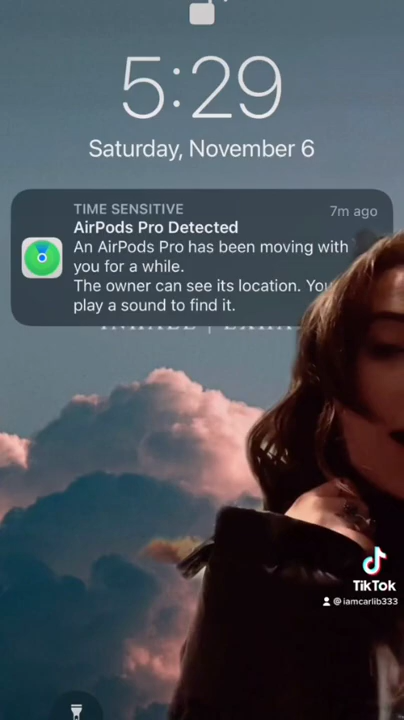 5:29
Saturday, November 6
TIME SENSITIVE
7m ago
AirPods Pro Detected
An AirPods Pro has been moving with
you for a while.
The owner can see its location. You
play a sound to find it.
TikTok
@iamcarlib333